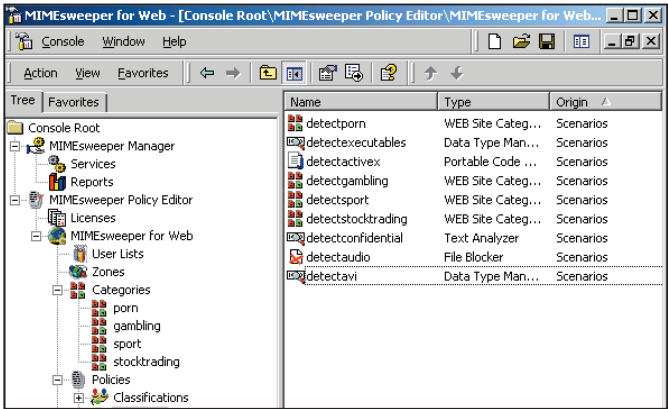 MIMEsweeper for Web - [Console Root\MIMEsweeper Policy Editor\MIMEsweeper for Web...
Console Window Help
Action View Favorites
Tree Favorites
Console Root
MIMEsweeper Manager
Services
Reports
MIMEsweeper Policy Editor
Licenses
MIMEsweeper for Web
User Lists
Zones
Categories
porn
gambling
sport
stocktrading
Policies
Classifications
Name Type Origin
detectporn WEB Site Categ... Scenarios
detectexecutables Data Type Man... Scenarios
detectactivex Portable Code ... Scenarios
detectgambling WEB Site Categ... Scenarios
detectsport WEB Site Categ... Scenarios
detectstocktrading WEB Site Categ... Scenarios
detectconfidential Text Analyzer Scenarios
detectaudio File Blocker Scenarios
detectavi Data Type Man... Scenarios